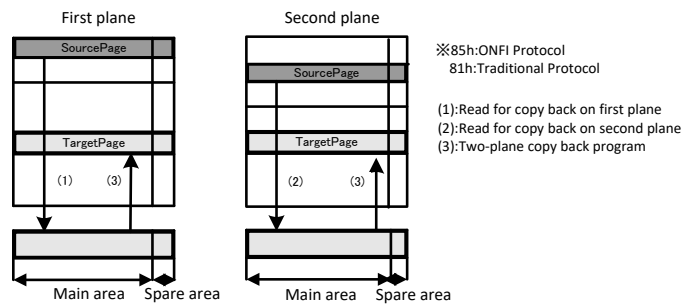 First plane
SourcePage
TargetPage
(1)
(3)
Main area
Spare area
Second plane
SourcePage
TargetPage
(2)
(3)
Main area
Spare area
※85h:ONFI Protocol
81h:Traditional Protocol
(1):Read for copy back on first plane
(2):Read for copy back on second plane
(3):Two-plane copy back program